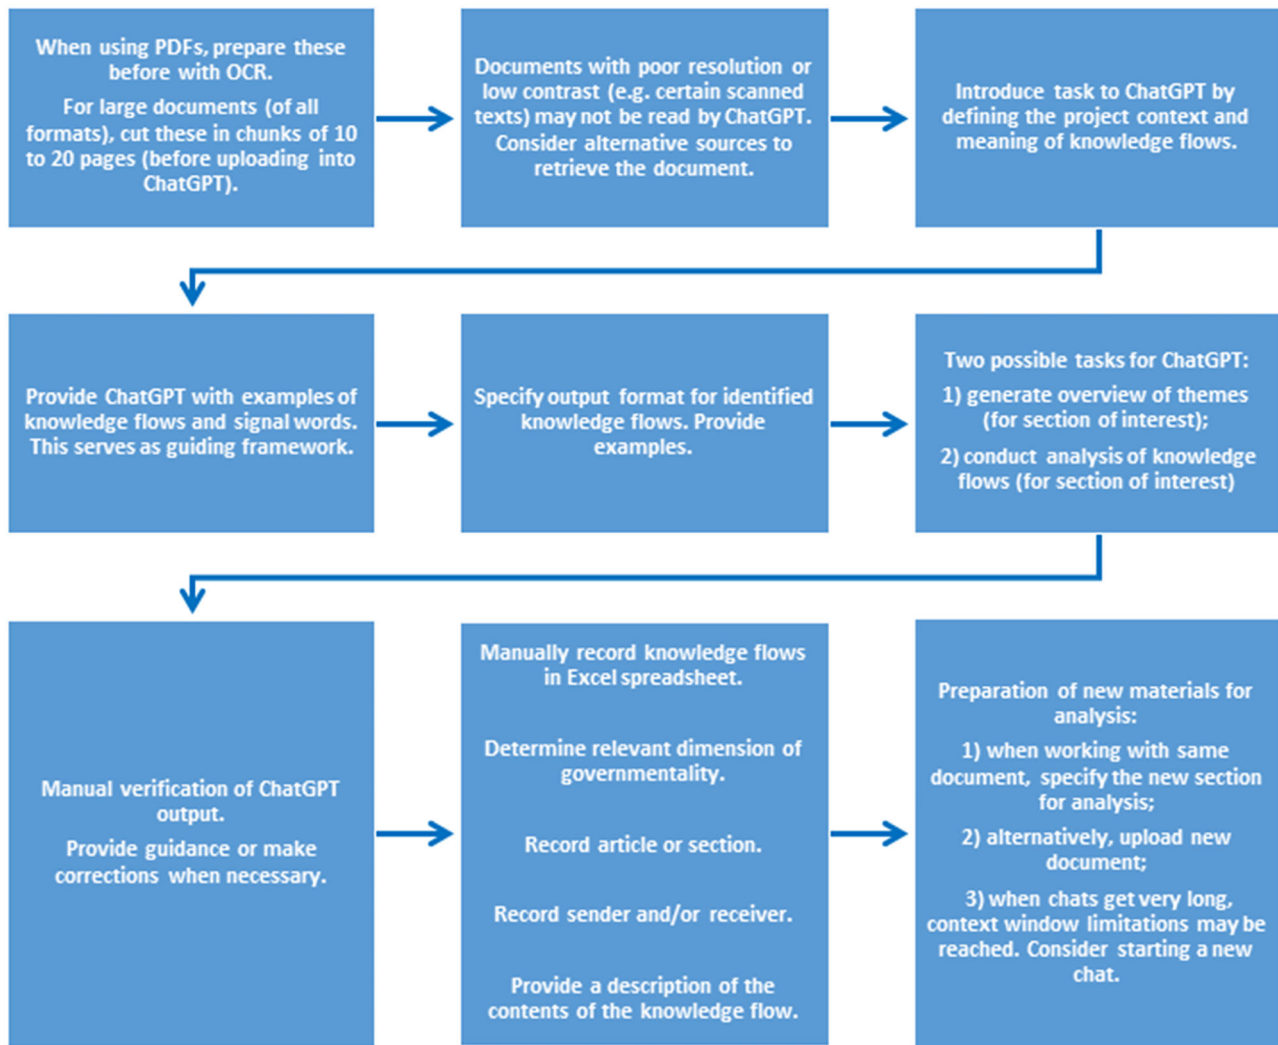 When using PDFs, prepare these
before with OCR.
For large documents (of all
formats), cut these in chunks of 10
to 20 pages (before uploading into
ChatGPT).
Documents with poor resolution or
low contrast (e.g. certain scanned
texts) may not be read by ChatGPT.
Consider alternative sources to
retrieve the document.
Introduce task to ChatGPT by
defining the project context and
meaning of knowledge flows.
Provide ChatGPT with examples of
knowledge flows and signal words.
This serves as guiding framework.
Specify output format for identified
knowledge flows. Provide
examples.
Two possible tasks for ChatGPT:
1) generate overview of themes
(for section of interest);
2) conduct analysis of knowledge
flows (for section of interest)
Manual verification of ChatGPT
output.
Provide guidance or make
corrections when necessary.
Manually record knowledge flows
in Excel spreadsheet.
Determine relevant dimension of
governmentality.
Record article or section.
Record sender and/or receiver.
Provide a description of the
contents of the knowledge flow.
Preparation of new materials for
analysis:
1) when working with same
document, specify the new section
for analysis;
2) alternatively, upload new
document;
3) when chats get very long,
context window limitations may be
reached. Consider starting a new
chat.